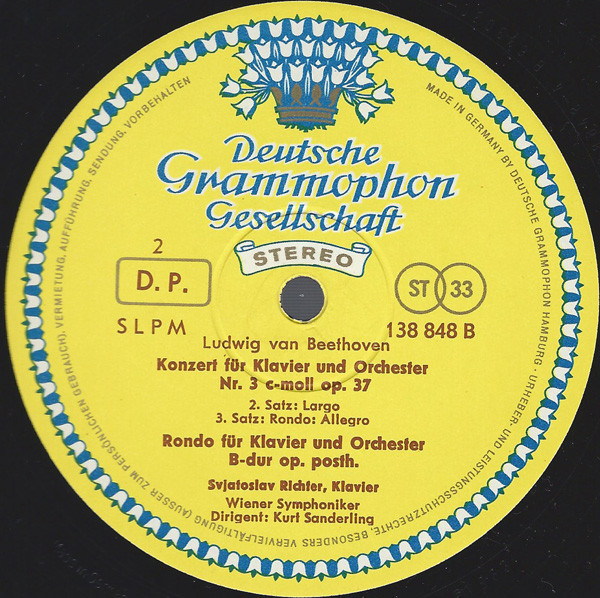 Deutsche
Grammophon
Gesellschaft
STEREO
2
D. P.
ST 33
SLPM
138 848 B
Ludwig van Beethoven
Konzert für Klavier und Orchester
Nr. 3 c-moll op. 37
2. Satz: Largo
3. Satz: Rondo: Allegro
Rondo für Klavier und Orchester
B-dur op. posth.
Svjatoslav Richter, Klavier
Wiener Symphoniker
Dirigent: Kurt Sanderling
MADE IN GERMANY BY DEUTSCHE GRAMMOPHON HAMBURG · URHEBER- UND LEISTUNGSSCHUTZRECHTE, BESONDERS VERVIELFÄLTIGUNG (AUSSER ZUM PERSÖNLICHEN GEBRAUCH), VERMIETUNG, AUFFÜHRUNG, SENDUNG, VORBEHALTEN